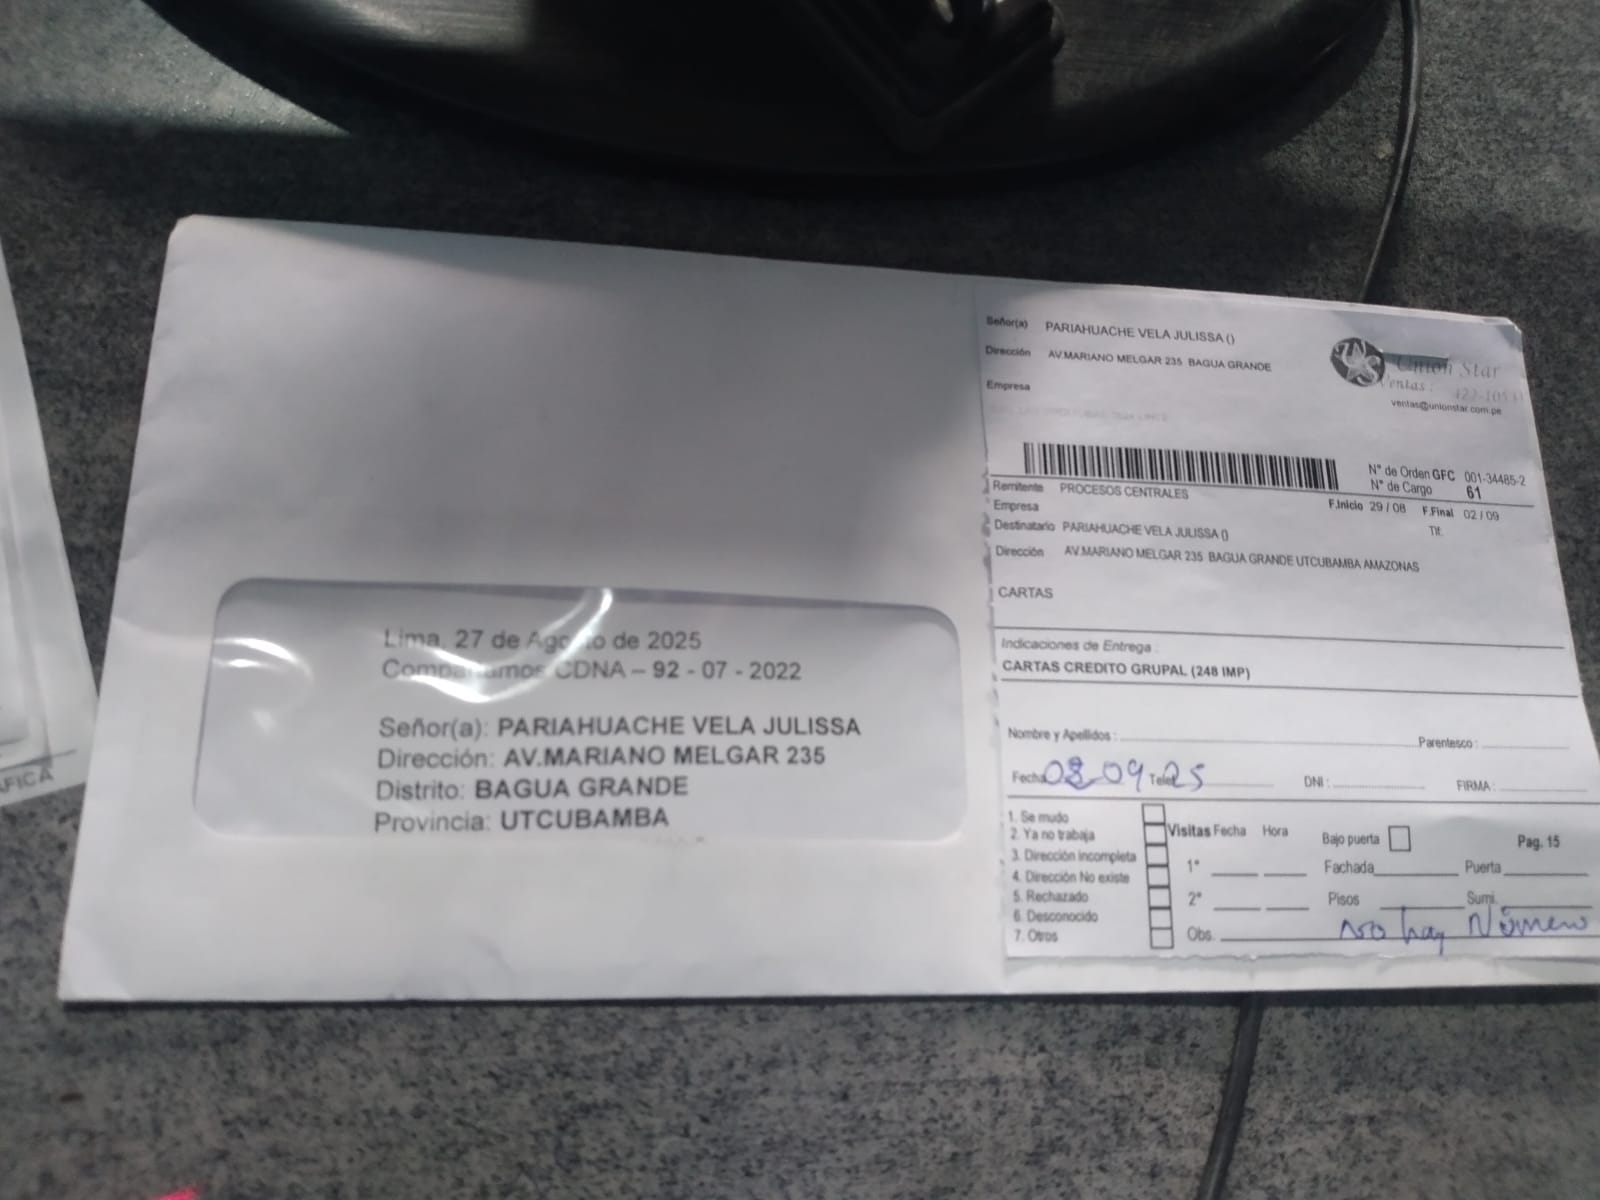 Señor(a) PARIAHUACHE VELA JULISSA ()
Dirección AV.MARIANO MELGAR 235 BAGUA GRANDE
Empresa
Union Star
Ventas :
ventas@unionstar.com.pe
N° de Orden GFC 001-34485-2
N° de Cargo 61
Remitente PROCESOS CENTRALES
F.Inicio 29 / 08 F.Final 02 / 09
Empresa
Tlf.
Destinatario PARIAHUACHE VELA JULISSA ()
Dirección AV.MARIANO MELGAR 235 BAGUA GRANDE UTCUBAMBA AMAZONAS
CARTAS
Indicaciones de Entrega :
CARTAS CREDITO GRUPAL (248 IMP)
Nombre y Apellidos : Parentesco :
Fecha 03 09 25 DNI : FIRMA :
1. Se mudo
2. Ya no trabaja
3. Dirección incompleta
4. Dirección No existe
5. Rechazado
6. Desconocido
7. Otros
Visitas Fecha Hora
1°
2°
Obs. No hay Número
Bajo puerta Pag. 15
Fachada Puerta
Pisos Sumi.
Lima, 27 de Agosto de 2025
Compartamos CDNA – 92 - 07 - 2022
Señor(a): PARIAHUACHE VELA JULISSA
Dirección: AV.MARIANO MELGAR 235
Distrito: BAGUA GRANDE
Provincia: UTCUBAMBA